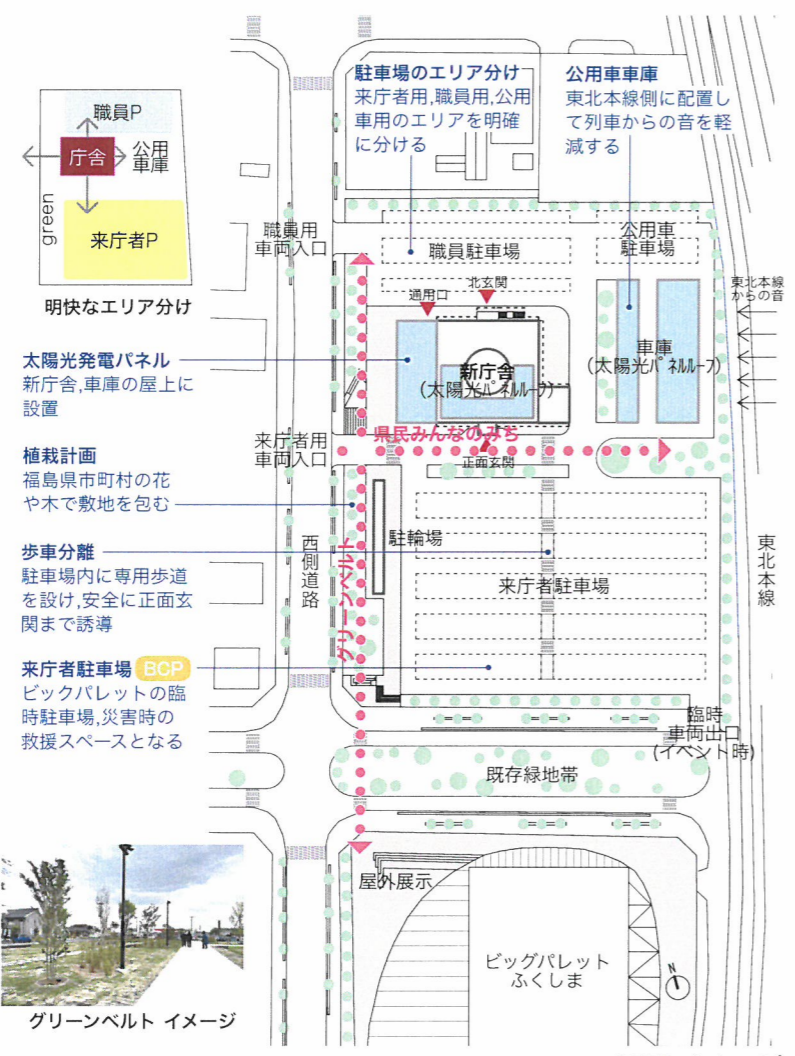 駐車場のエリア分け
来庁者用,職員用,公用
車用のエリアを明確
に分ける
公用車車庫
東北本線側に配置し
て列車からの音を軽
減する
職員P
庁舎
公用
車庫
green
来庁者P
明快なエリア分け
職員用
車両入口
職員駐車場
公用車
駐車場
北玄関
通用口
東北本線
からの音
新庁舎
(太陽光パネルルーフ)
車庫
(太陽光パネルルーフ)
太陽光発電パネル
新庁舎,車庫の屋上に
設置
来庁者用
車両入口
県民みんなのみち
正面玄関
植栽計画
福島県市町村の花
や木で敷地を包む
歩車分離
駐車場内に専用歩道
を設け,安全に正面玄
関まで誘導
西側道路
グリーンベルト
駐輪場
来庁者駐車場
東北本線
来庁者駐車場 BCP
ビックパレットの臨
時駐車場,災害時の
救援スペースとなる
臨時
車両出口
(イベント時)
既存緑地帯
屋外展示
ビッグパレット
ふくしま
N
グリーンベルト イメージ